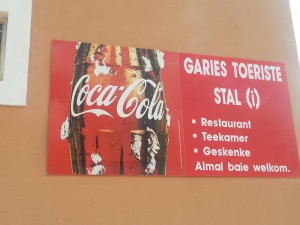 Coca-Cola
GARIES TOERISTE
STAL (i)
• Restaurant
• Teekamer
• Geskenke
Almal baie welkom.